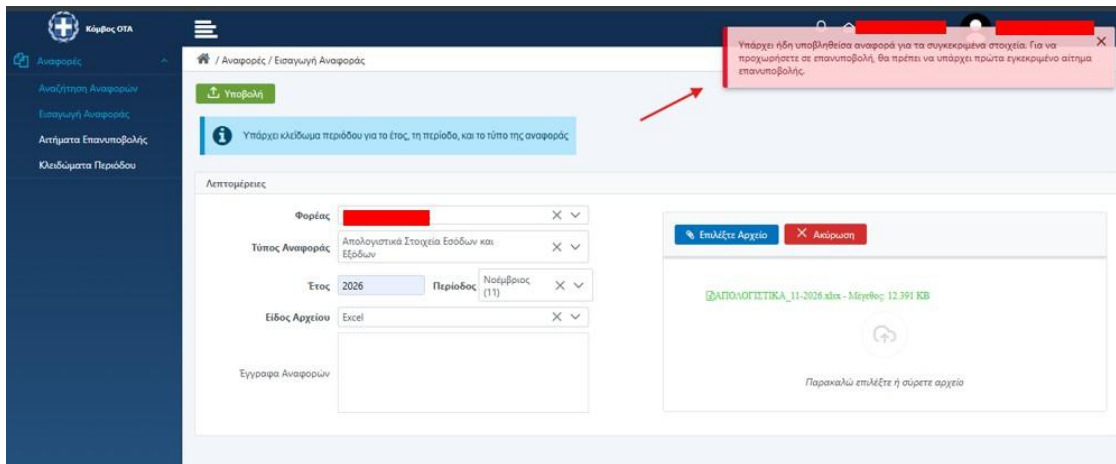 Κόμβος ΟΤΑ
Υπάρχει ήδη υποβληθείσα αναφορά για τα συγκεκριμένα στοιχεία. Για να
προχωρήσετε σε επανυποβολή, θα πρέπει να υπάρχει πρώτα εγκεκριμένο αίτημα
επανυποβολής.
Αναφορές
/ Αναφορές / Εισαγωγή Αναφοράς
Αναζήτηση Αναφορών
Υποβολή
Εισαγωγή Αναφοράς
Αιτήματα Επανυποβολής
Υπάρχει κλείδωμα περιόδου για το έτος, τη περίοδο, και το τύπο της αναφοράς
Κλειδώματα Περιόδου
Λεπτομέρειες
Φορέας
Τύπος Αναφοράς
Απολογιστικά Στοιχεία Εσόδων και
Εξόδων
Έτος 2026 Περίοδος Νοέμβριος
(11)
Είδος Αρχείου Excel
Έγγραφα Αναφορών
Επιλέξτε Αρχείο Ακύρωση
ΑΠΟΛΟΓΙΣΤΙΚΑ_11-2026.xlsx - Μέγεθος: 12.391 KB
Παρακαλώ επιλέξτε ή σύρετε αρχείο